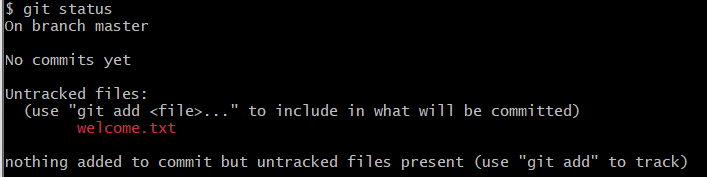 $ git status
On branch master
No commits yet
Untracked files:
(use "git add <file>..." to include in what will be committed)
welcome.txt
nothing added to commit but untracked files present (use "git add" to track)